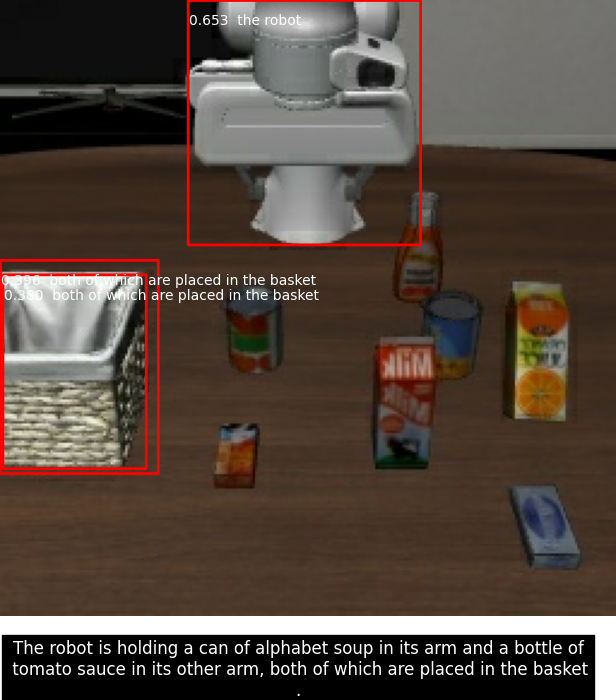 0.653 the robot
0.396 both of which are placed in the basket
0.380 both of which are placed in the basket
Milk
Milk
The robot is holding a can of alphabet soup in its arm and a bottle of
tomato sauce in its other arm, both of which are placed in the basket
.